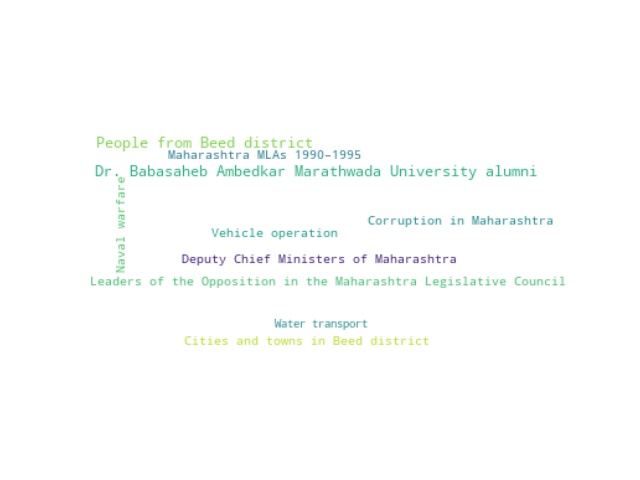 People from Beed district
Maharashtra MLAs 1990-1995
Dr. Babasaheb Ambedkar Marathwada University alumni
Naval warfare
Corruption in Maharashtra
Vehicle operation
Deputy Chief Ministers of Maharashtra
Leaders of the Opposition in the Maharashtra Legislative Council
Water transport
Cities and towns in Beed district